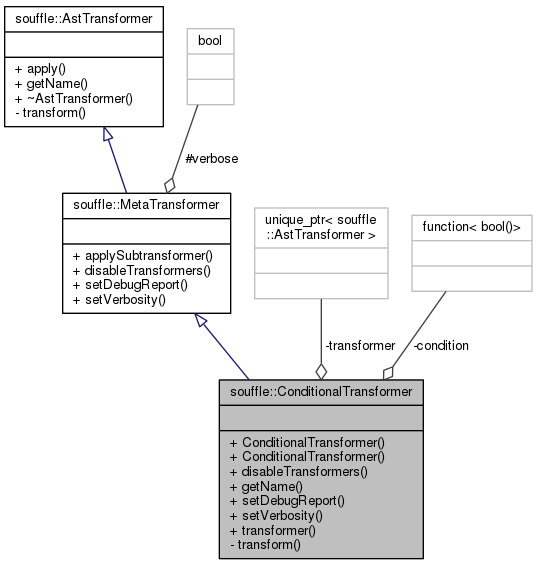 souffle::AstTransformer
+ apply()
+ getName()
+ ~AstTransformer()
- transform()
bool
#verbose
souffle::MetaTransformer
+ applySubtransformer()
+ disableTransformers()
+ setDebugReport()
+ setVerbosity()
unique_ptr< souffle
::AstTransformer >
function< bool()>
-transformer
-condition
souffle::ConditionalTransformer
+ ConditionalTransformer()
+ ConditionalTransformer()
+ disableTransformers()
+ getName()
+ setDebugReport()
+ setVerbosity()
+ transformer()
- transform()